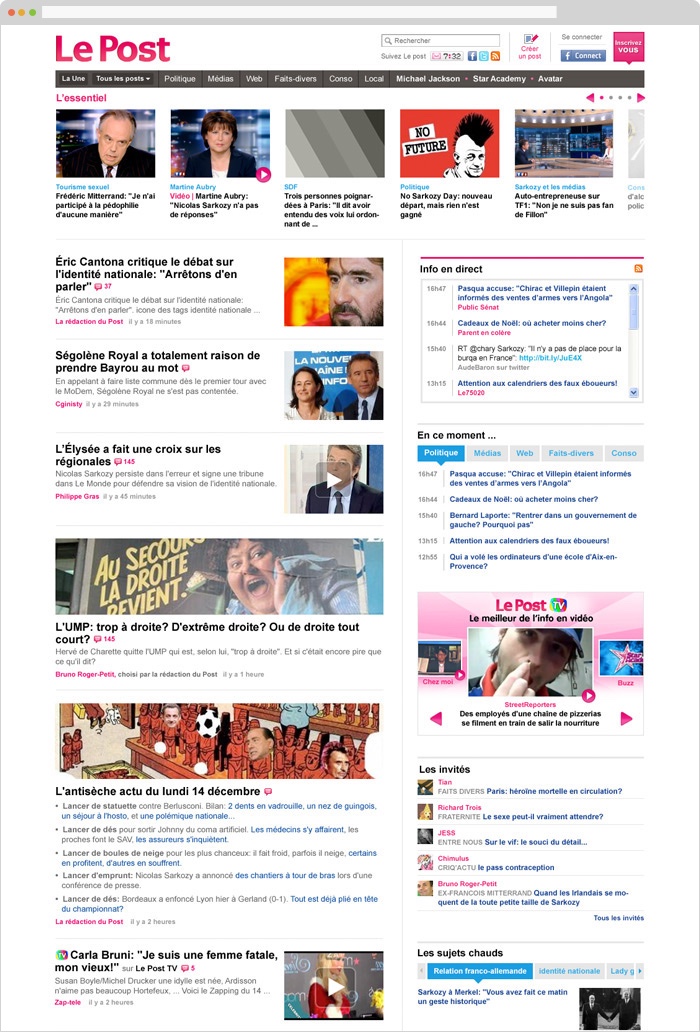 Le Post
Rechercher
Suivez Le post
7:32
Créer
un post
Se connecter
Connect
Inscrivez
vous
La Une
Tous les posts
Politique
Médias
Web
Faits-divers
Conso
Local
Michael Jackson • Star Academy • Avatar
L'essentiel
Tourisme sexuel
Frédéric Mitterrand: "Je n'ai
participé à la pédophilie
d'aucune manière"
Martine Aubry
Vidéo | Martine Aubry:
"Nicolas Sarkozy n'a pas
de réponses"
SDF
Trois personnes poignar-
dées à Paris: "Il dit avoir
entendu des voix lui ordon-
nant de ...
NO
FUTURE
Politique
No Sarkozy Day: nouveau
départ, mais rien n'est
gagné
Sarkozy et les médias
Auto-entrepreneuse sur
TF1: "Non je ne suis pas fan
de Fillon"
Cons
d'alc
polic
Éric Cantona critique le débat sur
l'identité nationale: "Arrêtons d'en
parler" 37
Éric Cantona critique le débat sur l'identité nationale:
"Arrêtons d'en parler". icone des tags identité nationale ...
La rédaction du Post il y a 18 minutes
Ségolène Royal a totalement raison de
prendre Bayrou au mot
En appelant à faire liste commune dès le premier tour avec
le MoDem, Ségolène Royal ne s'est pas contentée.
Cginisty il y a 29 minutes
L'Élysée a fait une croix sur les
régionales 145
Nicolas Sarkozy persiste dans l'erreur et signe une tribune
dans Le Monde pour défendre sa vision de l'identité nationale.
Philippe Gras il y a 45 minutes
AU SECOURS
LA DROITE
REVIENT.
L'UMP: trop à droite? D'extrême droite? Ou de droite tout
court? 145
Hervé de Charette quitte l'UMP qui est, selon lui, "trop à droite". Et si c'était encore pire que
ce qu'il dit?
Bruno Roger-Petit, choisi par la rédaction du Post il y a 1 heure
L'antisèche actu du lundi 14 décembre
• Lancer de statuette contre Berlusconi. Bilan: 2 dents en vadrouille, un nez de guingois,
un séjour à l'hosto, et une polémique nationale...
• Lancer de dés pour sortir Johnny du coma artificiel. Les médecins s'y affairent, les
proches font le SAV, les assureurs s'inquiètent.
• Lancer de boules de neige pour les plus chanceux: il fait froid, parfois il neige, certains
en profitent, d'autres en souffrent.
• Lancer d'emprunt: Nicolas Sarkozy a annoncé des chantiers à tour de bras lors d'une
conférence de presse.
• Lancer de dés: Bordeaux a enfoncé Lyon hier à Gerland (0-1). Tout est déjà plié en tête
du championnat?
La rédaction du Post il y a 2 heures
TV Carla Bruni: "Je suis une femme fatale,
mon vieux!" sur Le Post TV 5
Susan Boyle/Michel Drucker une idylle est née, Ardisson
n'aime pas beaucoup Hortefeux, ... Voici le Zapping du 14 ...
Zap-tele il y a 2 heures
Info en direct
16h47 Pasqua accuse: "Chirac et Villepin étaient
informés des ventes d'armes vers l'Angola"
Public Sénat
16h44 Cadeaux de Noël: où acheter moins cher?
Parent en colère
15h40 RT @chary Sarkozy: "Il n'y a pas de place pour la
burqa en France": http://bit.ly/JuE4X
AudeBaron sur twitter
13h15 Attention aux calendriers des faux éboueurs!
Le75020
En ce moment ...
Politique
Médias
Web
Faits-divers
Conso
16h47 Pasqua accuse: "Chirac et Villepin étaient informés
des ventes d'armes vers l'Angola"
16h44 Cadeaux de Noël: où acheter moins cher?
15h40 Bernard Laporte: "Rentrer dans un gouvernement de
gauche? Pourquoi pas"
13h15 Attention aux calendriers des faux éboueurs!
12h55 Qui a volé les ordinateurs d'une école d'Aix-en-
Provence?
Le Post TV
Le meilleur de l'info en vidéo
Chez moi
Buzz
StreetReporters
Des employés d'une chaîne de pizzerias
se filment en train de salir la nourriture
Les invités
Tian
FAITS DIVERS Paris: héroïne mortelle en circulation?
Richard Trois
FRATERNITE Le sexe peut-il vraiment attendre?
JESS
ENTRE NOUS Sur le vif: le souci du détail...
Chimulus
CRIQ'ACTU le pass contraception
Bruno Roger-Petit
EX-FRANCOIS MITTERRAND Quand les Irlandais se mo-
quent de la toute petite taille de Sarkozy
Tous les invités
Les sujets chauds
Relation franco-allemande
identité nationale
Lady g
Sarkozy à Merkel: "Vous avez fait ce matin
un geste historique"